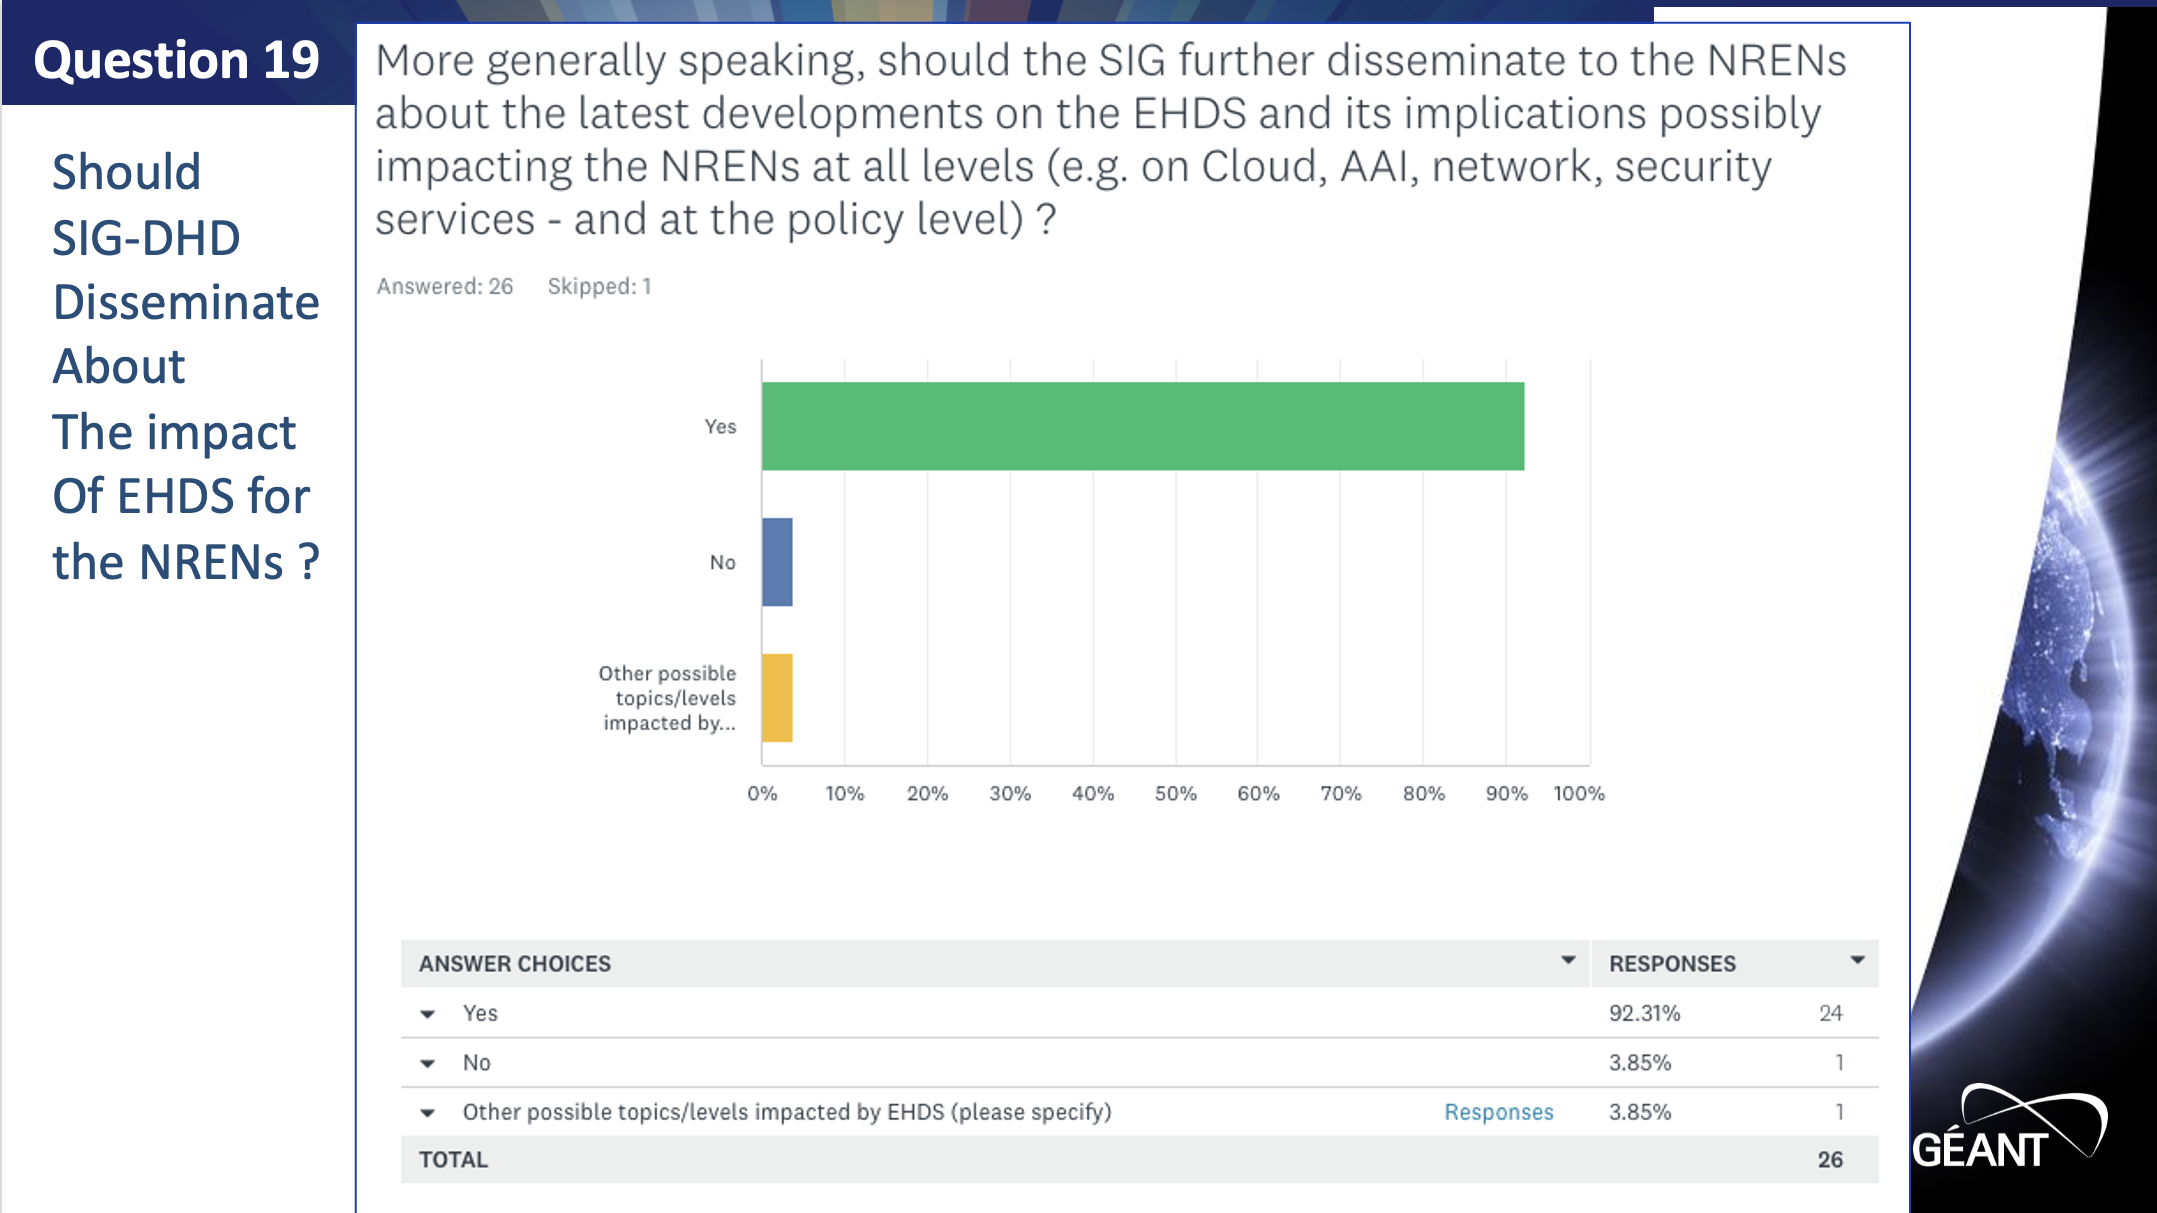 Question 19
Should
SIG-DHD
Disseminate
About
The impact
Of EHDS for
the NRENs ?
More generally speaking, should the SIG further disseminate to the NRENs
about the latest developments on the EHDS and its implications possibly
impacting the NRENs at all levels (e.g. on Cloud, AAI, network, security
services - and at the policy level) ?
Answered: 26 Skipped: 1
Yes
No
Other possible
topics/levels
impacted by...
0% 10% 20% 30% 40% 50% 60% 70% 80% 90% 100%
ANSWER CHOICES RESPONSES
Yes 92.31% 24
No 3.85% 1
Other possible topics/levels impacted by EHDS (please specify) Responses 3.85% 1
TOTAL 26
GÉANT